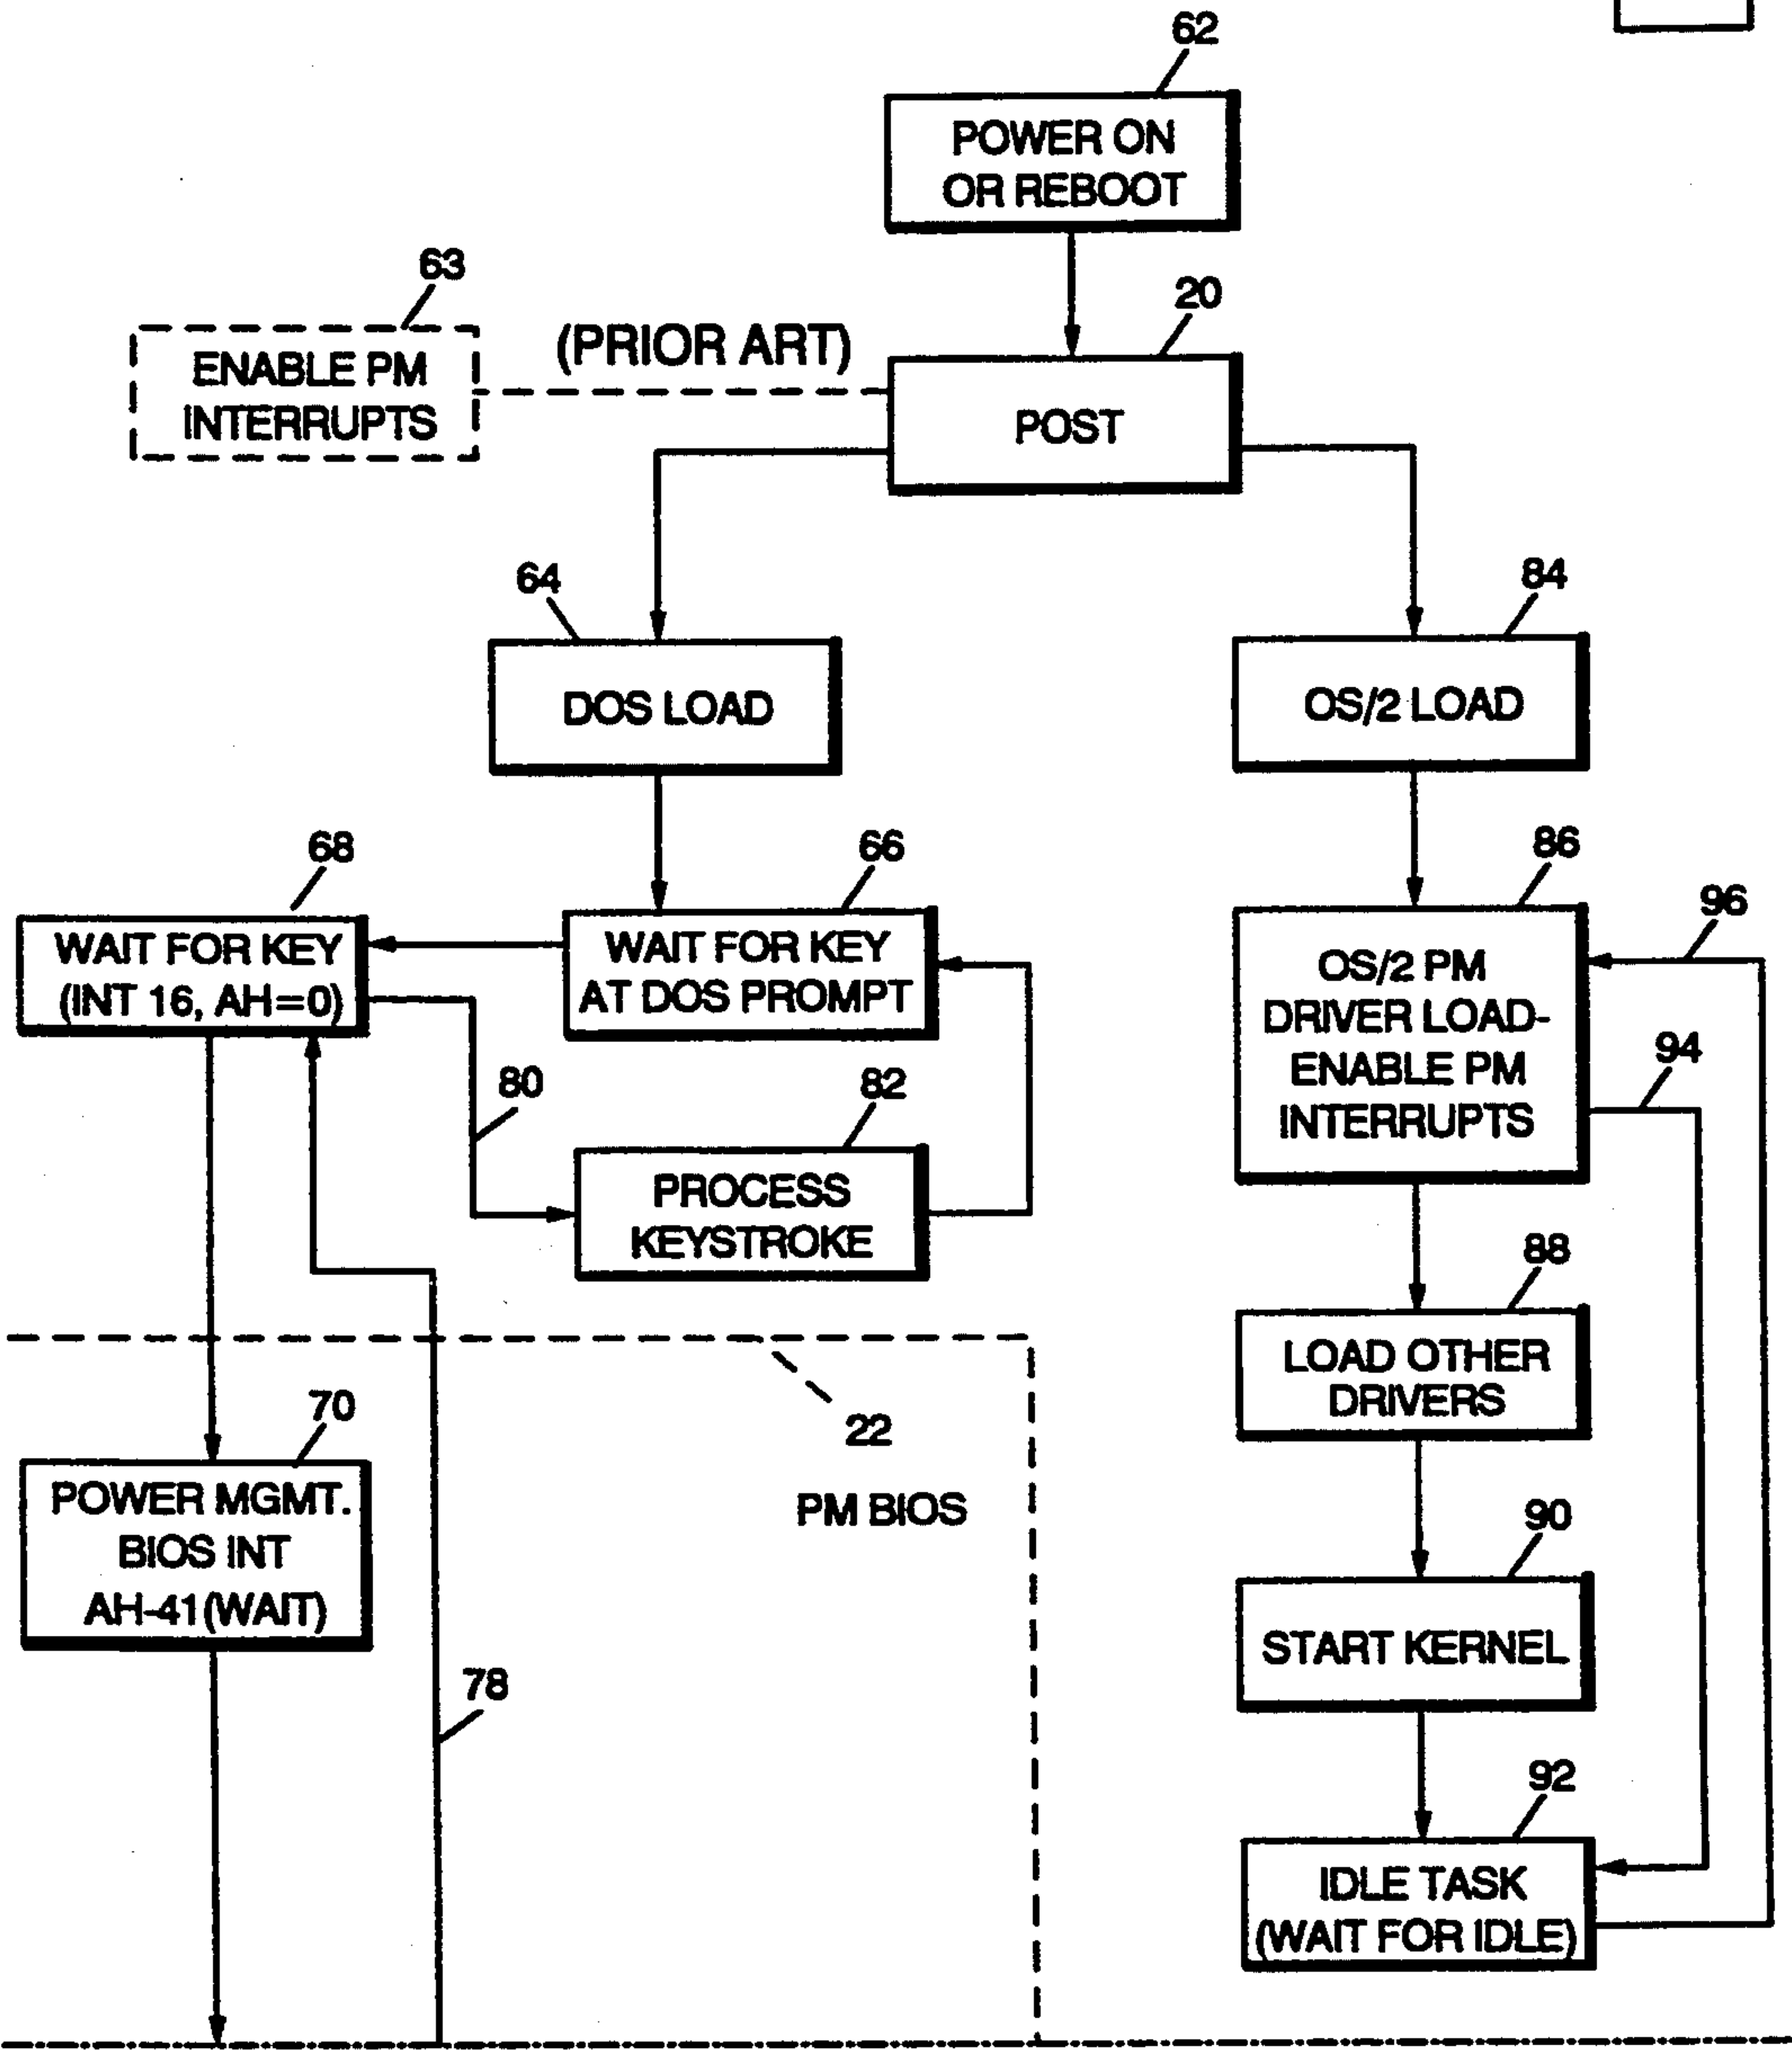 62
POWER ON
OR REBOOT
63
20
ENABLE PM
INTERRUPTS
(PRIOR ART)
POST
64
84
DOS LOAD
OS/2 LOAD
68
66
86
96
WAIT FOR KEY
(INT 16, AH=0)
WAIT FOR KEY
AT DOS PROMPT
OS/2 PM
DRIVER LOAD-
ENABLE PM
INTERRUPTS
94
80
82
PROCESS
KEYSTROKE
88
LOAD OTHER
DRIVERS
22
PM BIOS
70
POWER MGMT.
BIOS INT
AH-41(WAIT)
90
START KERNEL
78
92
IDLE TASK
(WAIT FOR IDLE)